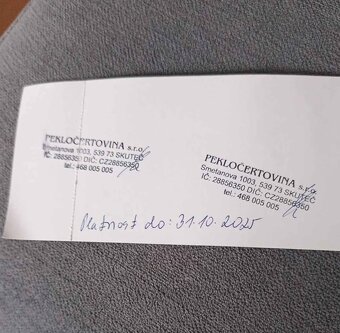 PEKLOČERTOVINA s.r.o.
Smetanova 1003, 539 73 SKUTEČ
IČ: 28856350 DIČ: CZ28856350
tel.: 468 005 005
PEKLOČERTOVINA s.r.o.
Smetanova 1003, 539 73 SKUTEČ
IČ: 28856350 DIČ: CZ28856350
tel.: 468 005 005
Platnost do: 31.10.2025